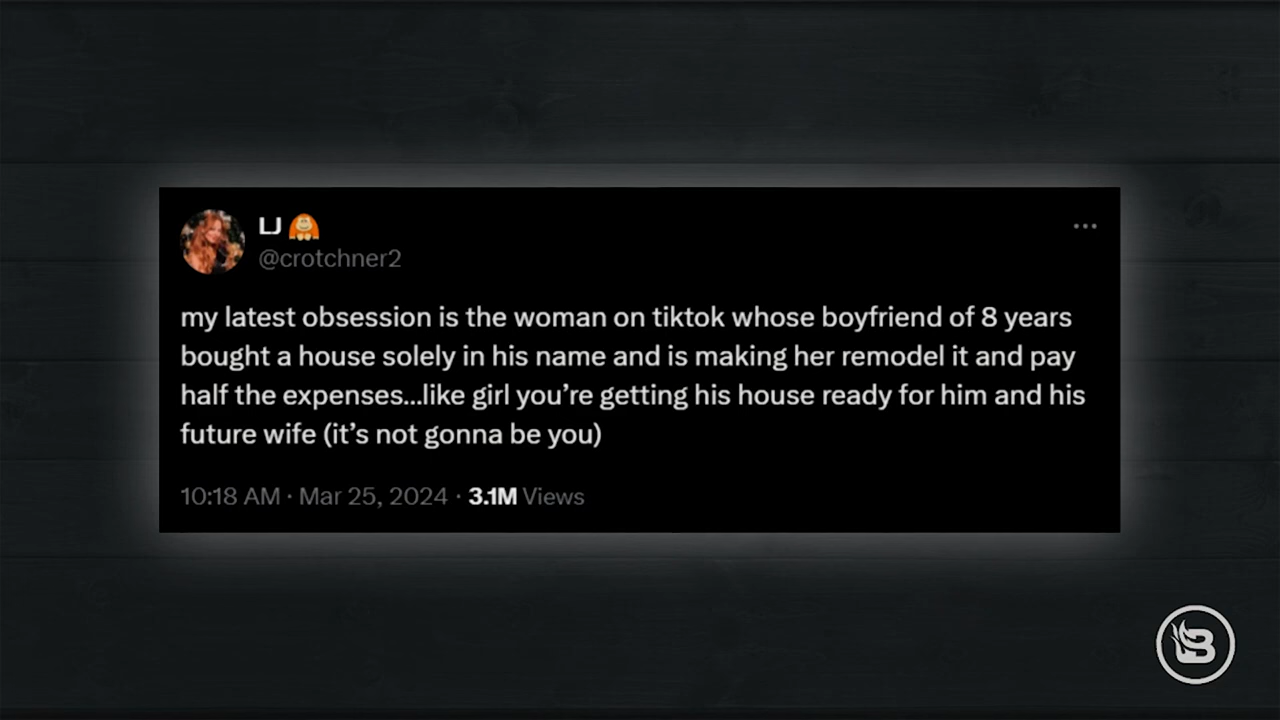 LJ
@crotchner2
my latest obsession is the woman on tiktok whose boyfriend of 8 years
bought a house solely in his name and is making her remodel it and pay
half the expenses...like girl you’re getting his house ready for him and his
future wife (it’s not gonna be you)
10:18 AM · Mar 25, 2024 · 3.1M Views
B